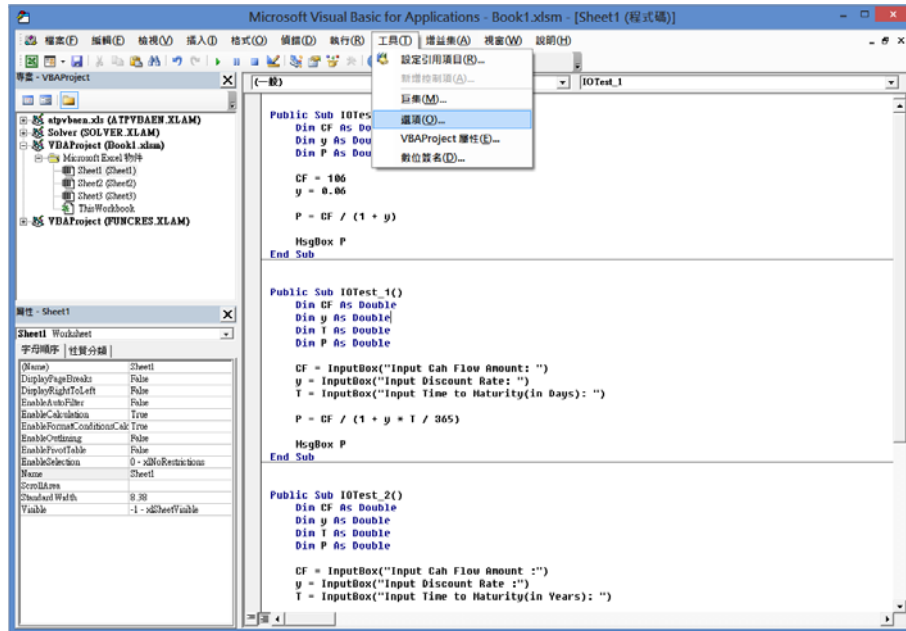 Microsoft Visual Basic for Applications - Book1.xlsm - [Sheet1 (程式碼)]
檔案(F) 編輯(E) 檢視(V) 插入(I) 格式(O) 偵錯(D) 執行(R) 工具(T) 增益集(A) 視窗(W) 說明(H)
設定引用項目(R)...
新增控制項(A)...
巨集(M)...
選項(O)...
VBAProject 屬性(E)...
數位簽名(D)...
專案 - VBAProject
atpvbaen.xls (ATPVBAEN.XLAM)
Solver (SOLVER.XLAM)
VBAProject (Book1.xlsm)
Microsoft Excel 物件
Sheet1 (Sheet1)
Sheet2 (Sheet2)
Sheet3 (Sheet3)
ThisWorkbook
VBAProject (FUNCRES.XLAM)
屬性 - Sheet1
Sheet1 Worksheet
字母順序 性質分類
(Name) Sheet1
DisplayPageBreaks False
DisplayRightToLeft False
EnableAutoFilter False
EnableCalculation True
EnableFormatConditionsCalc True
EnableOutlining False
EnablePivotTable False
EnableSelection 0 - xlNoRestrictions
Name Sheet1
ScrollArea
Standard Width 8.38
Visible -1 - xlSheetVisible
(一般) IOTest_1
Public Sub IOTes
Dim CF As Do
Dim y As Dou
Dim P As Dou
CF = 106
y = 0.06
P = CF / (1 + y)
MsgBox P
End Sub
Public Sub IOTest_1()
Dim CF As Double
Dim y As Double
Dim T As Double
Dim P As Double
CF = InputBox("Input Cah Flow Amount: ")
y = InputBox("Input Discount Rate: ")
T = InputBox("Input Time to Maturity(in Days): ")
P = CF / (1 + y * T / 365)
MsgBox P
End Sub
Public Sub IOTest_2()
Dim CF As Double
Dim y As Double
Dim T As Double
Dim P As Double
CF = InputBox("Input Cah Flow Amount :")
y = InputBox("Input Discount Rate :")
T = InputBox("Input Time to Maturity(in Years): ")